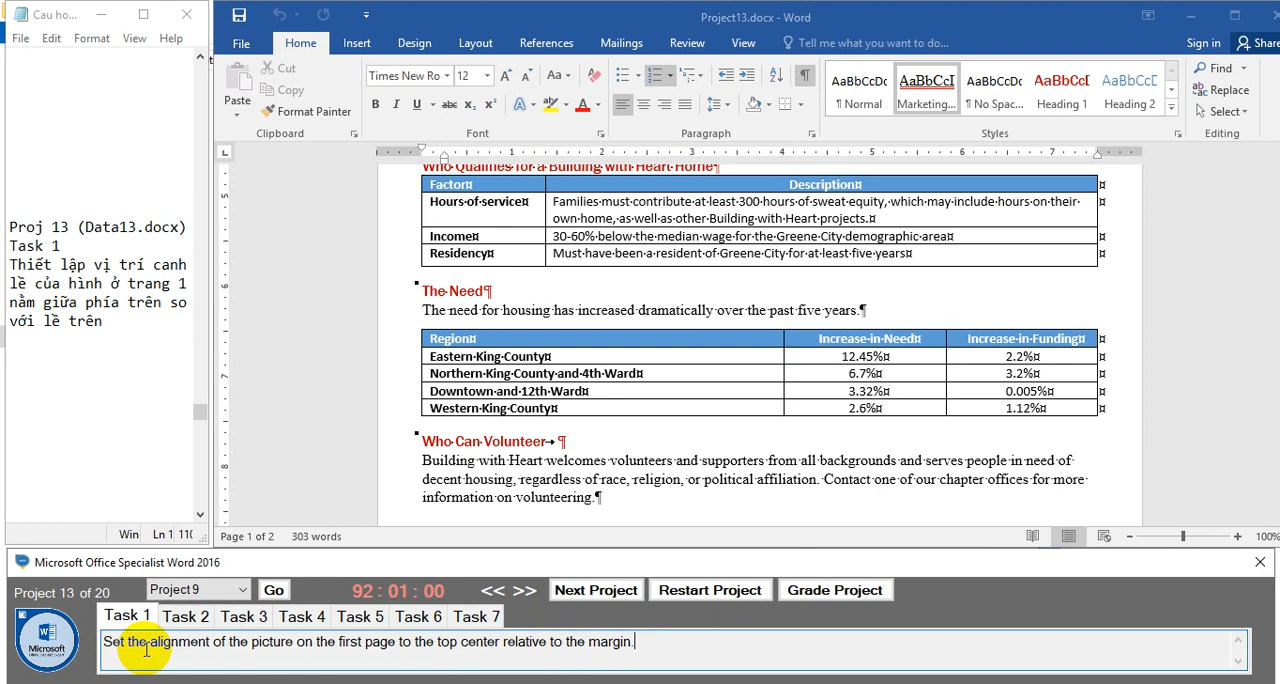 Cau ho...
File Edit Format View Help
Proj 13 (Data13.docx)
Task 1
Thiết lập vị trí canh
lề của hình ở trang 1
nằm giữa phía trên so
với lề trên
Win Ln 1 110
Project13.docx - Word
File Home Insert Design Layout References Mailings Review View Tell me what you want to do... Sign in Share
Paste Cut Copy Format Painter
Times New Ro 12
AaBbCcDc AaBbCcI AaBbCcDc AaBbCcI AaBbCcDc
¶ Normal Marketing... ¶ No Spac... Heading 1 Heading 2
Find Replace Select
Clipboard Font Paragraph Styles Editing
Who·Qualifies·for·a·Building·with·Heart·Home¶
Factor¤ Description¤
Hours·of·service¤ Families·must·contribute·at·least·300·hours·of·sweat·equity,·which·may·include·hours·on·their·
own·home,·as·well·as·other·Building·with·Heart·projects.¤
Income¤ 30-60%·below·the·median·wage·for·the·Greene·City·demographic·area¤
Residency¤ Must·have·been·a·resident·of·Greene·City·for·at·least·five·years¤
The·Need¶
The·need·for·housing·has·increased·dramatically·over·the·past·five·years.¶
Region¤ Increase·in·Need¤ Increase·in·Funding¤
Eastern·King·County¤ 12.45%¤ 2.2%¤
Northern·King·County·and·4th·Ward¤ 6.7%¤ 3.2%¤
Downtown·and·12th·Ward¤ 3.32%¤ 0.005%¤
Western·King·County¤ 2.6%¤ 1.12%¤
Who·Can·Volunteer→¶
Building·with·Heart·welcomes·volunteers·and·supporters·from·all·backgrounds·and·serves·people·in·need·of·
decent·housing,·regardless·of·race,·religion,·or·political·affiliation.·Contact·one·of·our·chapter·offices·for·more·
information·on·volunteering.¶
Page 1 of 2 303 words 100%
Microsoft Office Specialist Word 2016
Project 13 of 20 Project9 Go 92:01:00 << >> Next Project Restart Project Grade Project
Task 1 Task 2 Task 3 Task 4 Task 5 Task 6 Task 7
Set the alignment of the picture on the first page to the top center relative to the margin.
Microsoft